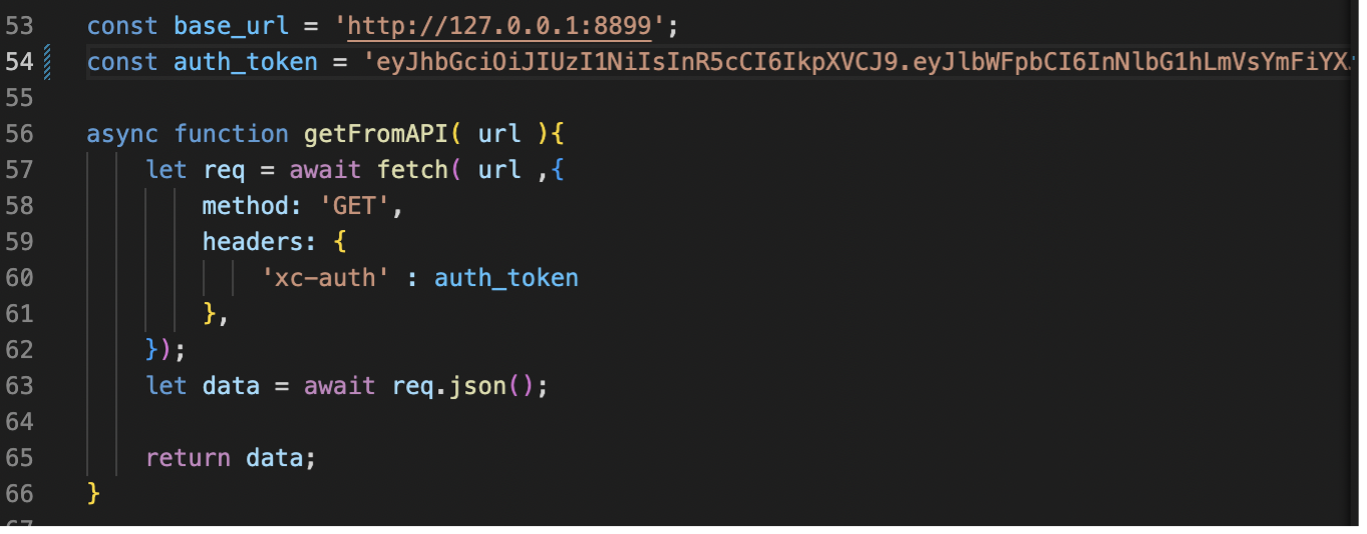 53 const base_url = 'http://127.0.0.1:8899';
54 const auth_token = 'eyJhbGciOiJIUzI1NiIsInR5cCI6IkpXVCJ9.eyJlbWFpbCI6InNlbG1hLmVsYmFiYX
55
56 async function getFromAPI( url ){
57 let req = await fetch( url ,{
58 method: 'GET',
59 headers: {
60 'xc-auth' : auth_token
61 },
62 });
63 let data = await req.json();
64
65 return data;
66 }